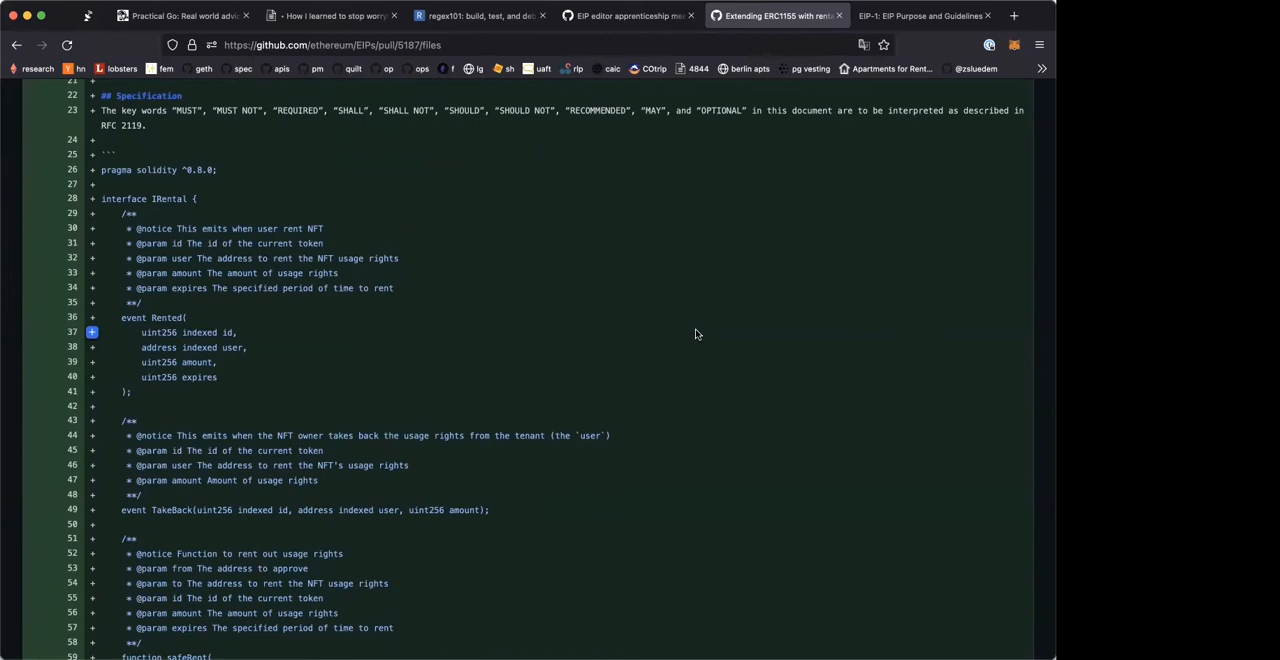 Practical Go: Real world advic
· How I learned to stop worry
regex101: build, test, and deb
EIP editor apprenticeship mee
Extending ERC1155 with renta
EIP-1: EIP Purpose and Guidelines
https://github.com/ethereum/EIPs/pull/5187/files
research hn lobsters fem geth spec apis pm quilt op ops f lg sh uaft rlp caic COtrip 4844 berlin apts pg vesting Apartments for Rent... @zsluedem
21 +
22 + ## Specification
23 + The key words “MUST”, “MUST NOT”, “REQUIRED”, “SHALL”, “SHALL NOT”, “SHOULD”, “SHOULD NOT”, “RECOMMENDED”, “MAY”, and “OPTIONAL” in this document are to be interpreted as described in
RFC 2119.
24 +
25 + ```
26 + pragma solidity ^0.8.0;
27 +
28 + interface IRental {
29 + /**
30 + * @notice This emits when user rent NFT
31 + * @param id The id of the current token
32 + * @param user The address to rent the NFT usage rights
33 + * @param amount The amount of usage rights
34 + * @param expires The specified period of time to rent
35 + **/
36 + event Rented(
37 + uint256 indexed id,
38 + address indexed user,
39 + uint256 amount,
40 + uint256 expires
41 + );
42 +
43 + /**
44 + * @notice This emits when the NFT owner takes back the usage rights from the tenant (the `user`)
45 + * @param id The id of the current token
46 + * @param user The address to rent the NFT's usage rights
47 + * @param amount Amount of usage rights
48 + **/
49 + event TakeBack(uint256 indexed id, address indexed user, uint256 amount);
50 +
51 + /**
52 + * @notice Function to rent out usage rights
53 + * @param from The address to approve
54 + * @param to The address to rent the NFT usage rights
55 + * @param id The id of the current token
56 + * @param amount The amount of usage rights
57 + * @param expires The specified period of time to rent
58 + **/
59 + function safeRent(